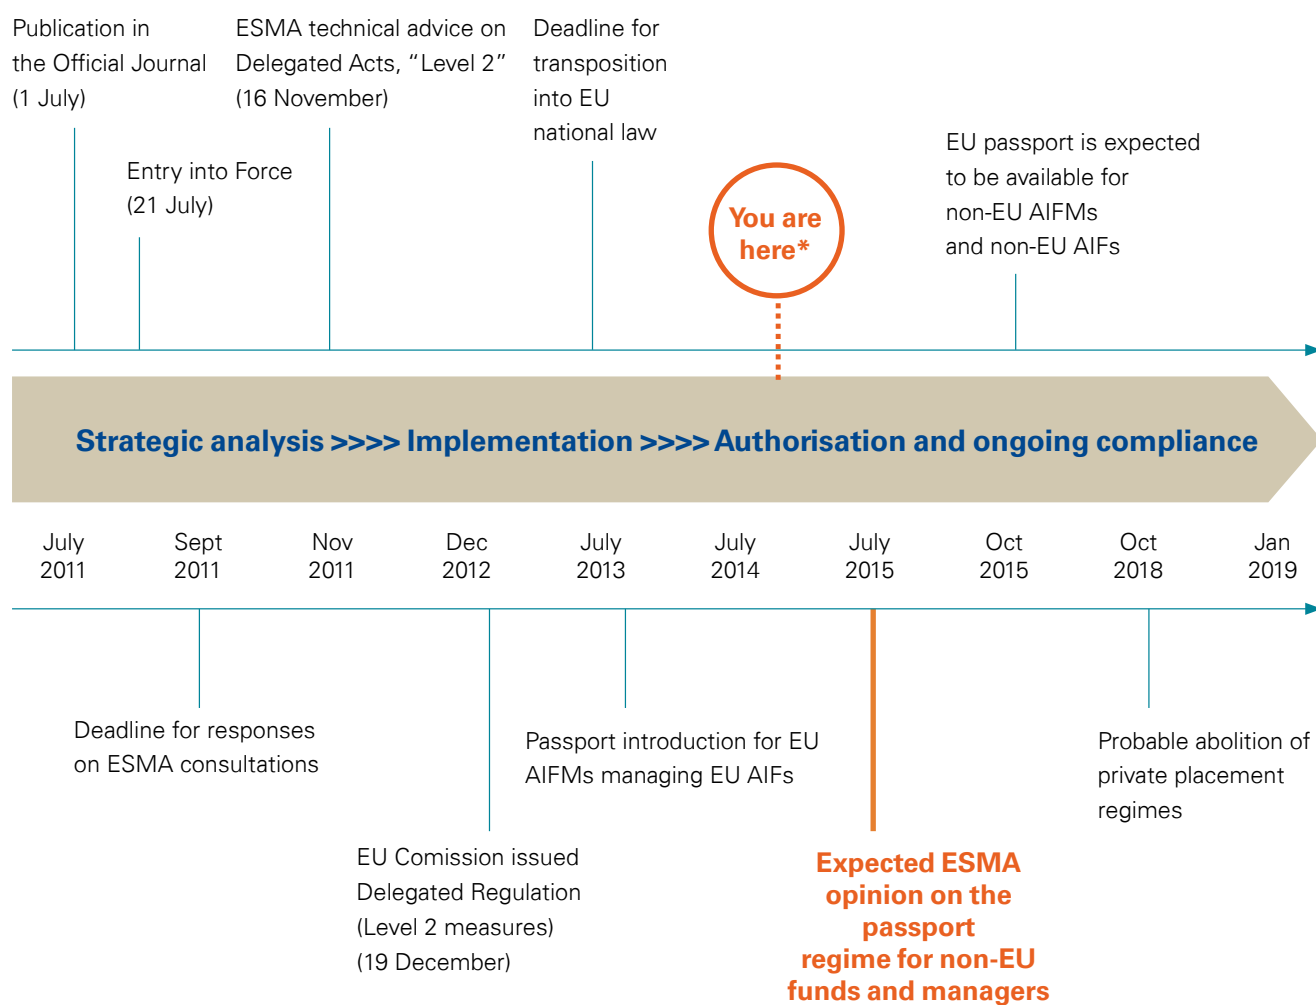 Publication in
the Official Journal
(1 July)
ESMA technical advice on
Delegated Acts, “Level 2”
(16 November)
Deadline for
transposition
into EU
national law
Entry into Force
(21 July)
You are
here*
EU passport is expected
to be available for
non-EU AIFMs
and non-EU AIFs
Strategic analysis >>>> Implementation >>>> Authorisation and ongoing compliance
July
2011
Sept
2011
Nov
2011
Dec
2012
July
2013
July
2014
July
2015
Oct
2015
Oct
2018
Jan
2019
Deadline for responses
on ESMA consultations
EU Comission issued
Delegated Regulation
(Level 2 measures)
(19 December)
Passport introduction for EU
AIFMs managing EU AIFs
Expected ESMA
opinion on the
passport
regime for non-EU
funds and managers
Probable abolition of
private placement
regimes